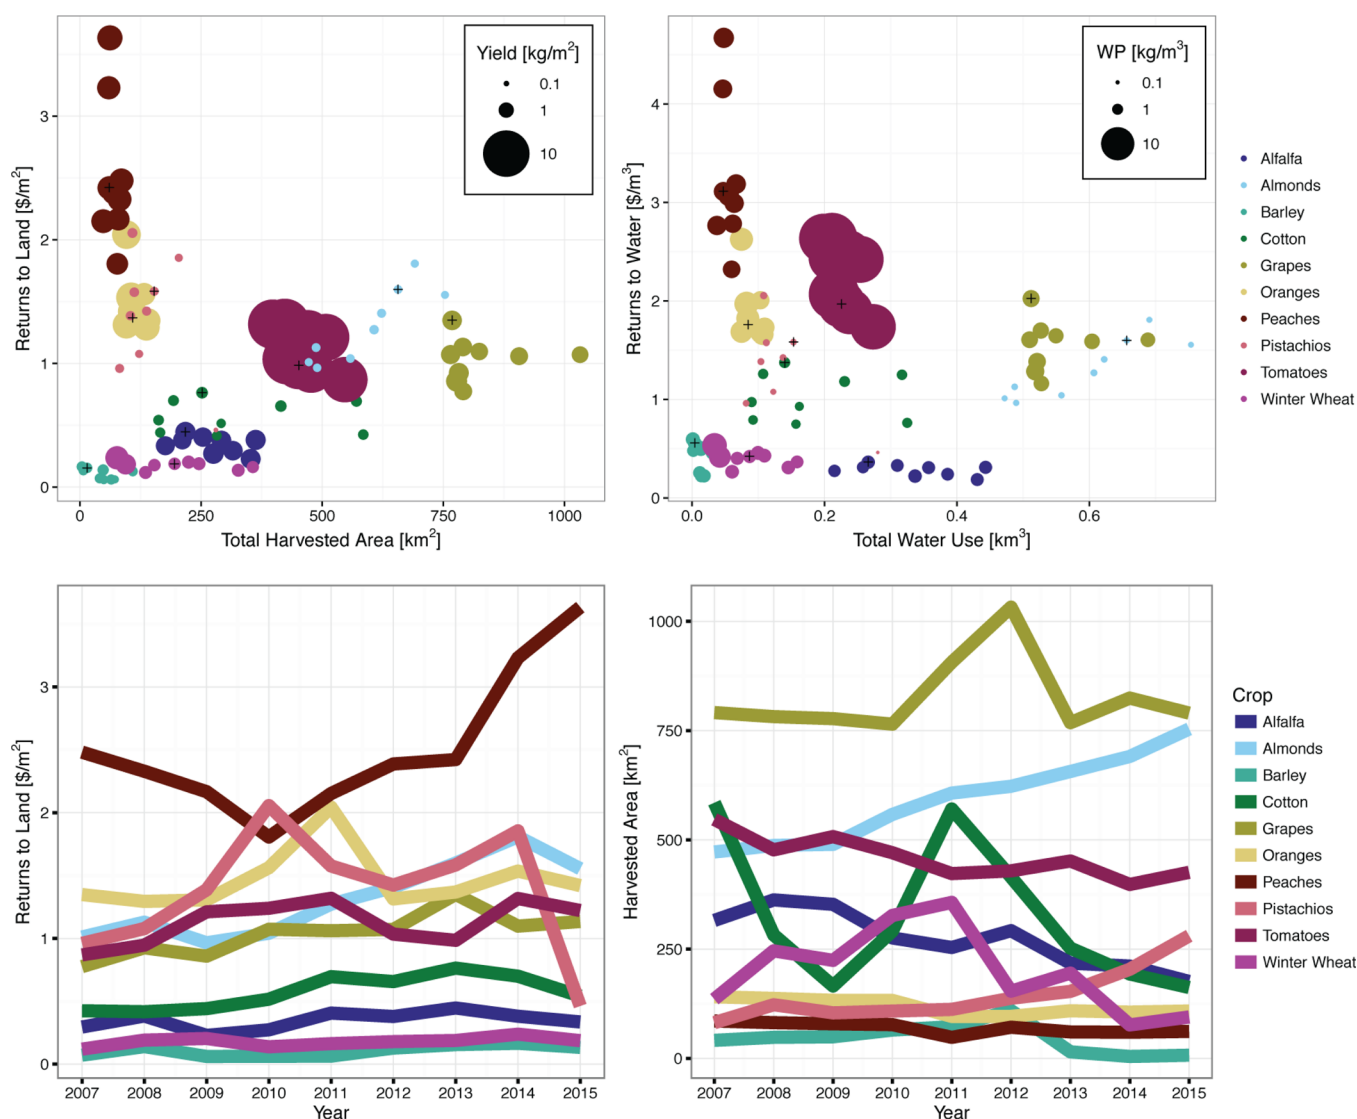 Returns to Land [$/m²]
3
2
1
0
0
250
500
750
1000
Total Harvested Area [km²]
Yield [kg/m²]
0.1
1
10
Returns to Water [$/m³]
4
3
2
1
0
0.0
0.2
0.4
0.6
Total Water Use [km³]
WP [kg/m³]
0.1
1
10
Alfalfa
Almonds
Barley
Cotton
Grapes
Oranges
Peaches
Pistachios
Tomatoes
Winter Wheat
Returns to Land [$/m²]
3
2
1
0
2007 2008 2009 2010 2011 2012 2013 2014 2015
Year
Harvested Area [km²]
1000
750
500
250
0
2007 2008 2009 2010 2011 2012 2013 2014 2015
Year
Crop
Alfalfa
Almonds
Barley
Cotton
Grapes
Oranges
Peaches
Pistachios
Tomatoes
Winter Wheat